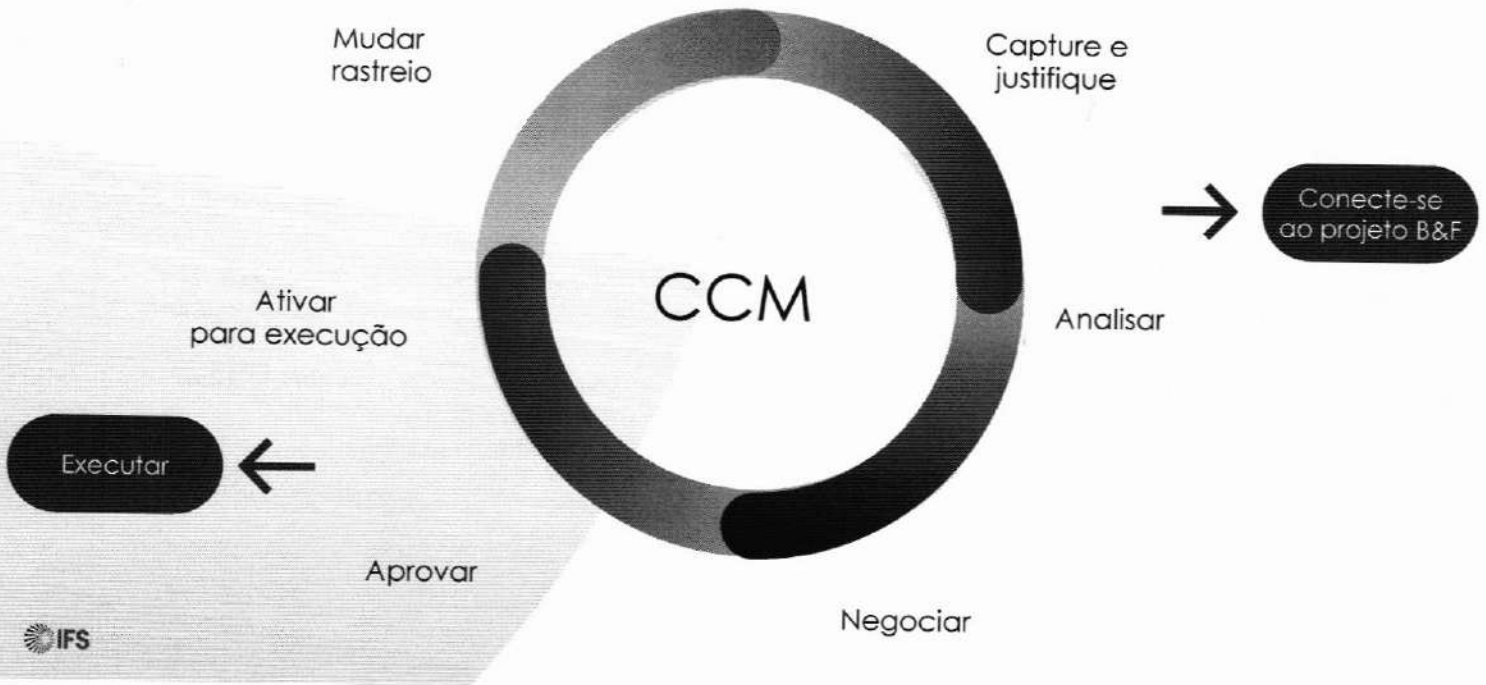 Mudar
rastreio
Capture e
justifique
Conecte-se
ao projeto B&F
CCM
Ativar
para execução
Analisar
Executar
Aprovar
Negociar
IFS